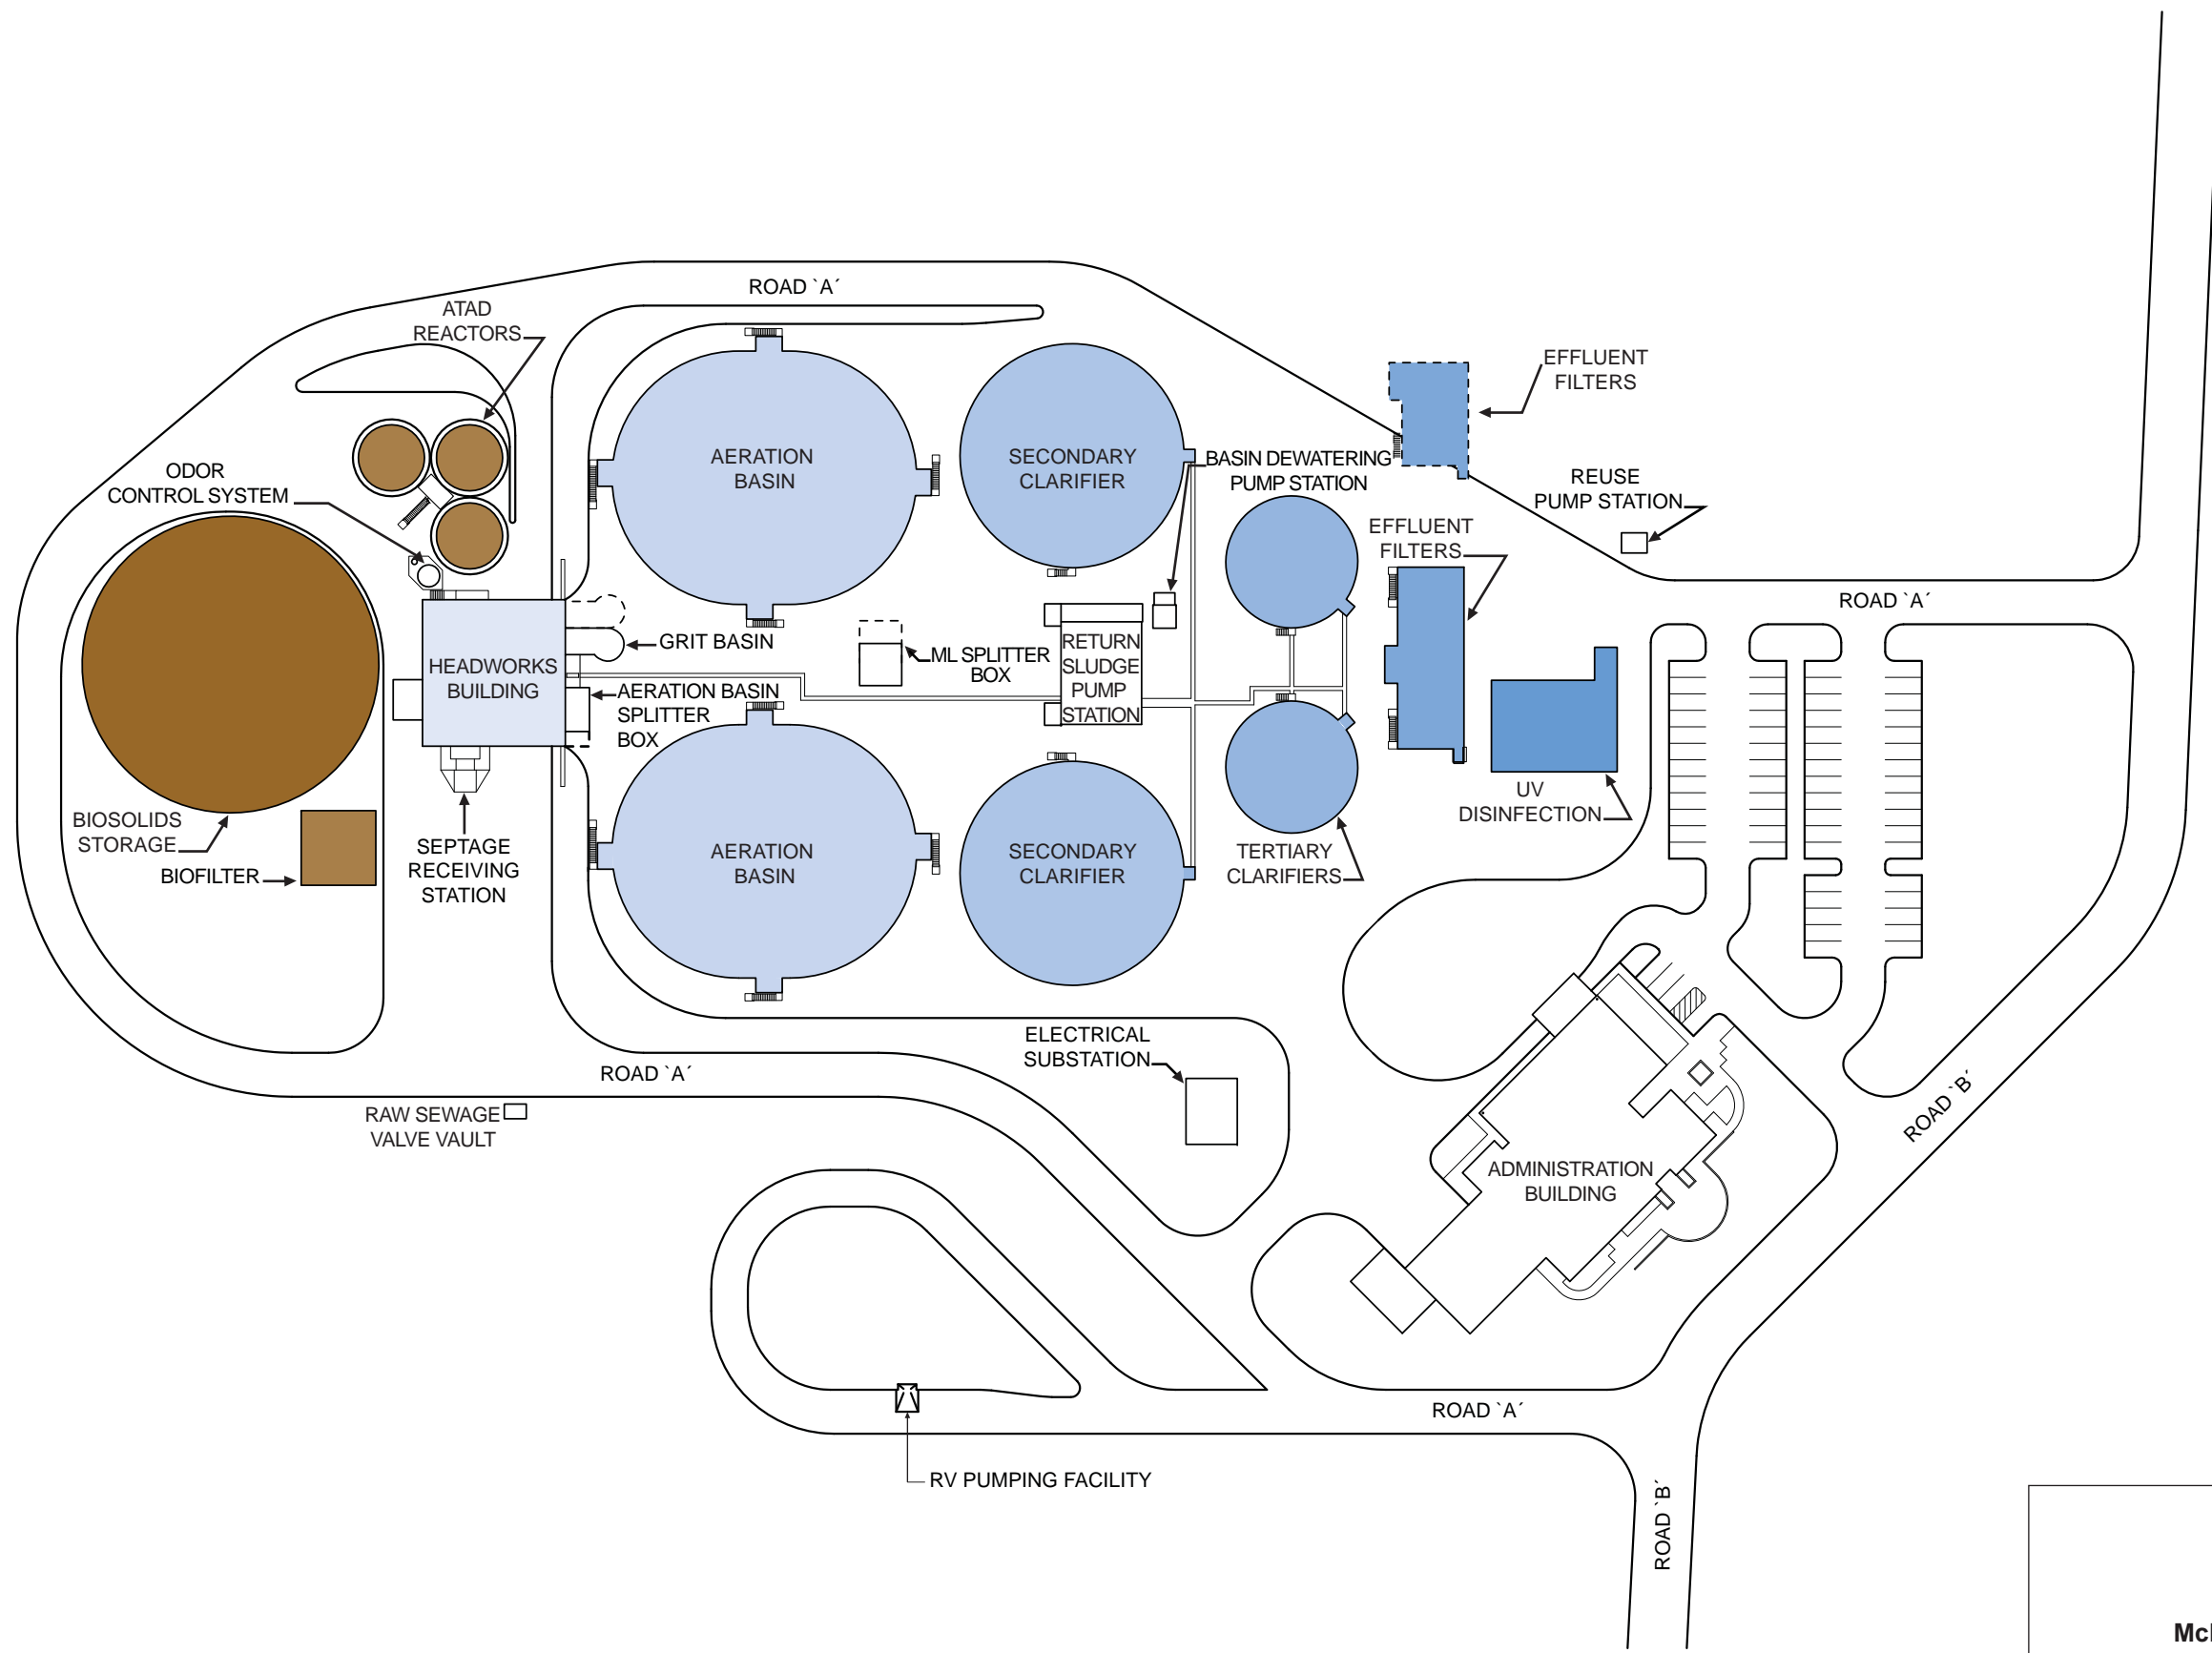 ROAD `A´
ATAD
REACTORS
EFFLUENT
FILTERS
ODOR
CONTROL SYSTEM
AERATION
BASIN
SECONDARY
CLARIFIER
BASIN DEWATERING
PUMP STATION
REUSE
PUMP STATION
EFFLUENT
FILTERS
ROAD `A´
GRIT BASIN
HEADWORKS
BUILDING
ML SPLITTER
BOX
RETURN
SLUDGE
PUMP
STATION
AERATION BASIN
SPLITTER
BOX
BIOSOLIDS
STORAGE
BIOFILTER
SEPTAGE
RECEIVING
STATION
AERATION
BASIN
SECONDARY
CLARIFIER
TERTIARY
CLARIFIERS
UV
DISINFECTION
ELECTRICAL
SUBSTATION
ROAD `A´
RAW SEWAGE
VALVE VAULT
ROAD `B´
ADMINISTRATION
BUILDING
ROAD `A´
RV PUMPING FACILITY
ROAD `B´